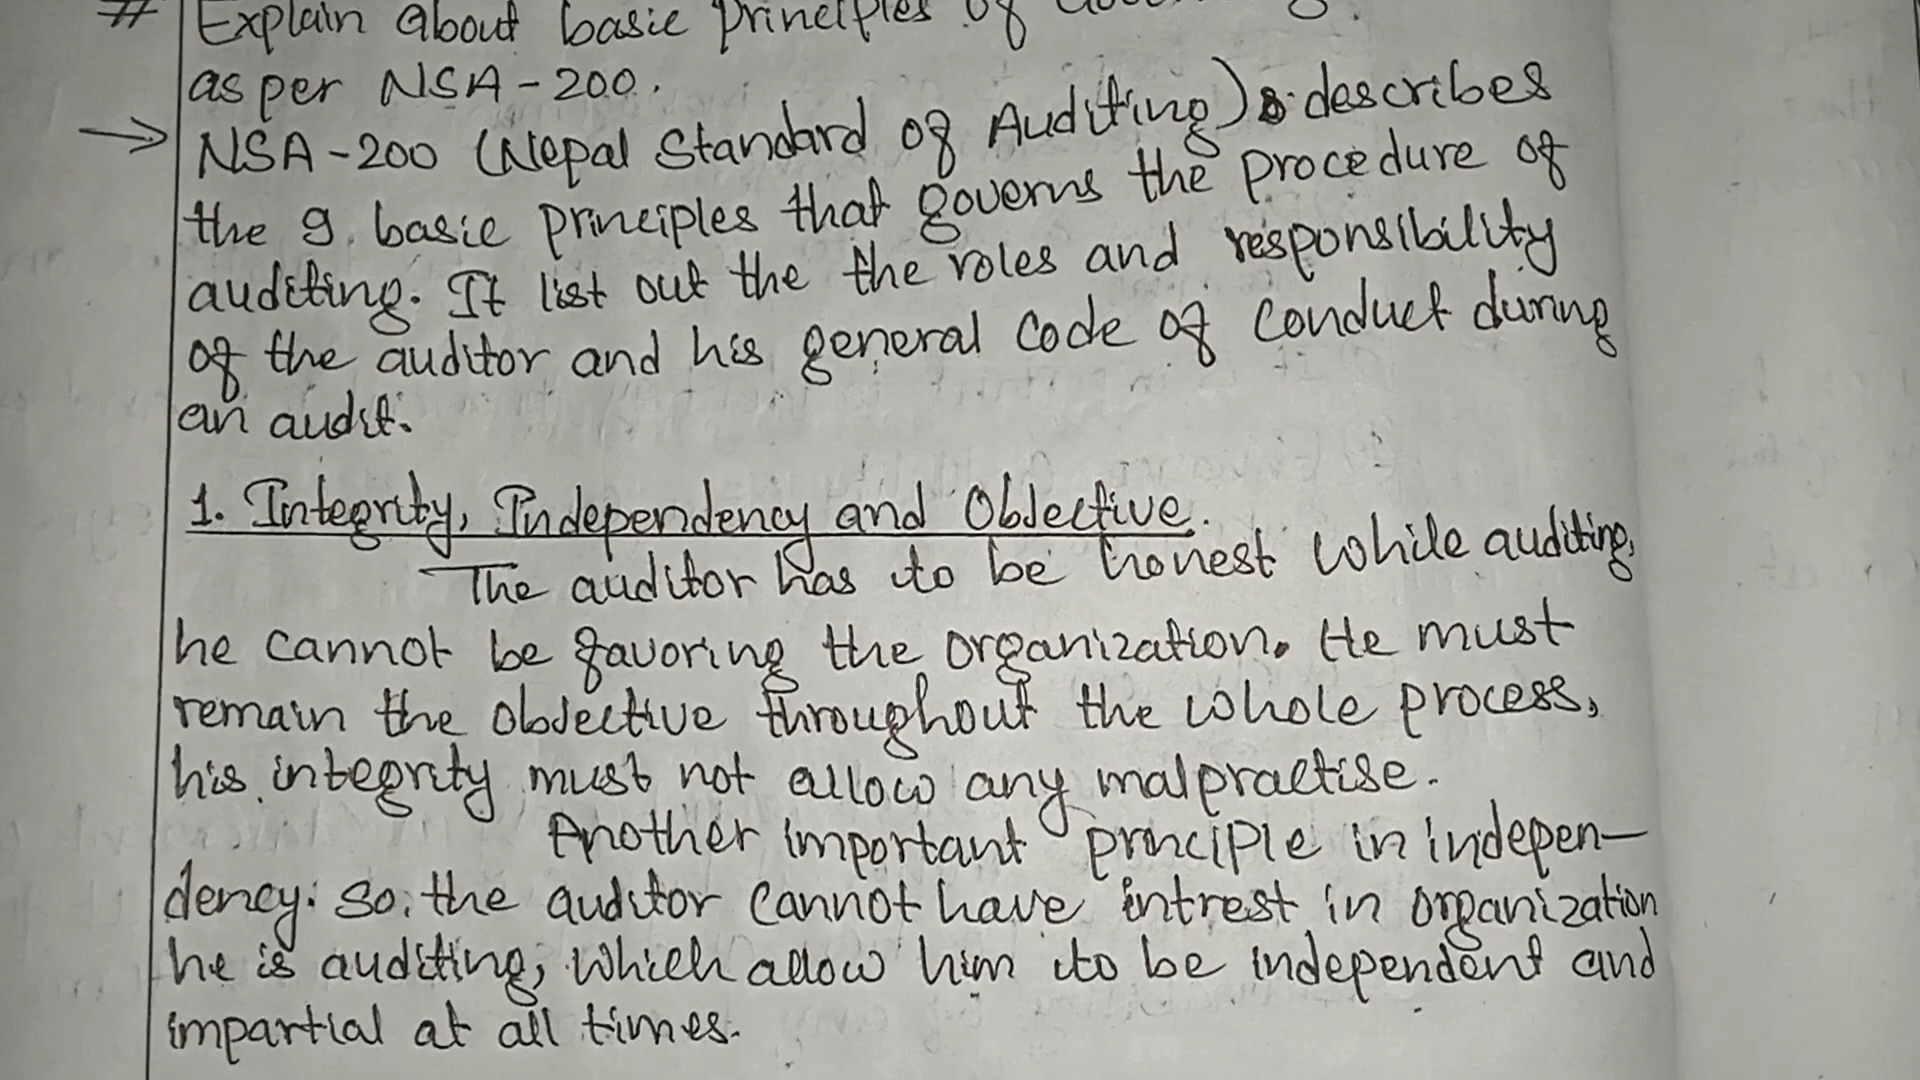 # Explain about basic principles of
as per NSA-200.
→ NSA-200 (Nepal Standard of Auditing) describes
the 9 basic principles that governs the procedure of
auditing. It list out the the roles and responsibility
of the auditor and his general code of conduct during
an audit.
1. Integrity, Independency and Objective.
The auditor has to be honest while auditing,
he cannot be favoring the organization. He must
remain the objective throughout the whole process,
his integrity must not allow any malpractise.
Another important principle in indepen-
dency. So, the auditor cannot have intrest in organization
he is auditing, which allow him to be independent and
impartial at all times.